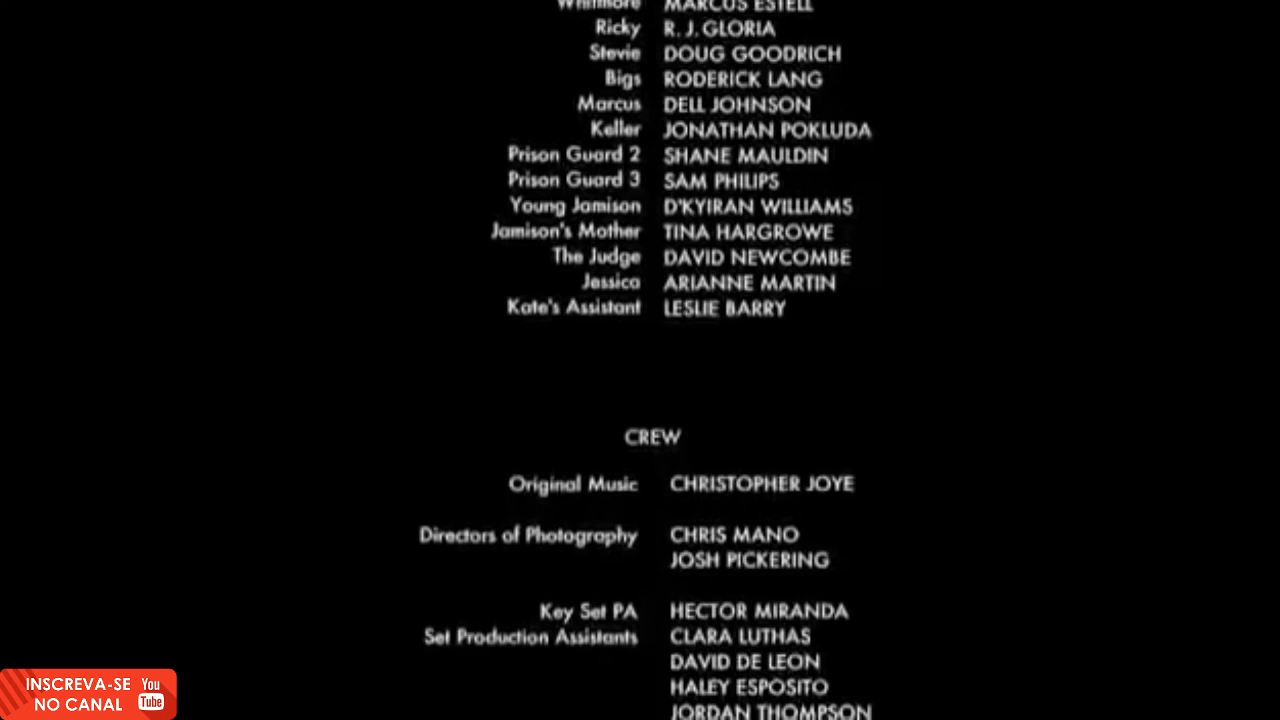 Whitmore MARCUS ESTELL
Ricky R. J. GLORIA
Stevie DOUG GOODRICH
Bigs RODERICK LANG
Marcus DELL JOHNSON
Keller JONATHAN POKLUDA
Prison Guard 2 SHANE MAULDIN
Prison Guard 3 SAM PHILIPS
Young Jamison D'KYIRAN WILLIAMS
Jamison's Mother TINA HARGROWE
The Judge DAVID NEWCOMBE
Jessica ARIANNE MARTIN
Kate's Assistant LESLIE BARRY
CREW
Original Music CHRISTOPHER JOYE
Directors of Photography CHRIS MANO
JOSH PICKERING
Key Set PA HECTOR MIRANDA
Set Production Assistants CLARA LUTHAS
DAVID DE LEON
HALEY ESPOSITO
JORDAN THOMPSON
INSCREVA-SE
NO CANAL
You
Tube